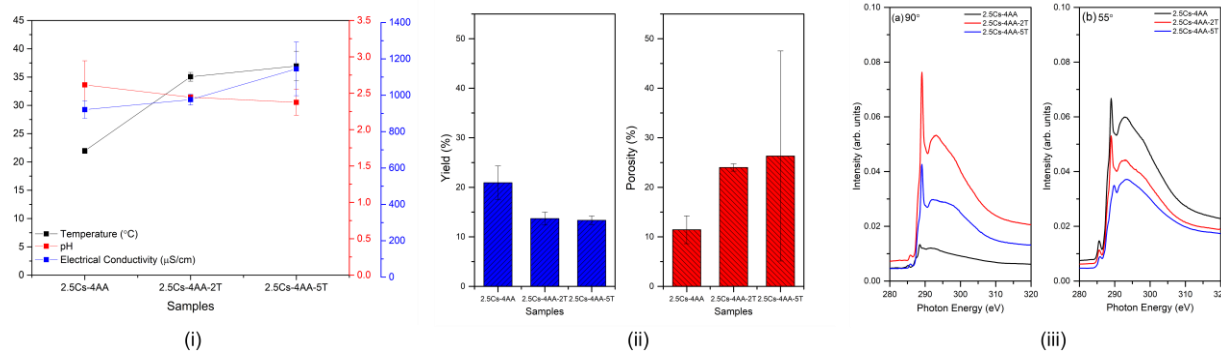 45
40
35
30
25
20
15
10
5
0
3.5
3.0
2.5
2.0
1.5
1.0
0.5
0.0
1400
1200
1000
800
600
400
200
0
Temperature (°C)
pH
Electrical Conductivity (μS/cm)
2.5Cs-4AA 2.5Cs-4AA-2T 2.5Cs-4AA-5T
Samples
(i)
Yield (%)
50
40
30
20
10
0
2.5Cs-4AA 2.5Cs-4AA-2T 2.5Cs-4AA-5T
Samples
Porosity (%)
50
40
30
20
10
0
2.5Cs-4AA 2.5Cs-4AA-2T 2.5Cs-4AA-5T
Samples
(ii)
(a) 90°
2.5Cs-4AA
2.5Cs-4AA-2T
2.5Cs-4AA-5T
Intensity (arb. units)
0.10
0.08
0.06
0.04
0.02
0.00
280 290 300 310 320
Photon Energy (eV)
(b) 55°
2.5Cs-4AA
2.5Cs-4AA-2T
2.5Cs-4AA-5T
Intensity (arb. units)
0.10
0.08
0.06
0.04
0.02
0.00
280 290 300 310 320
Photon Energy (eV)
(iii)